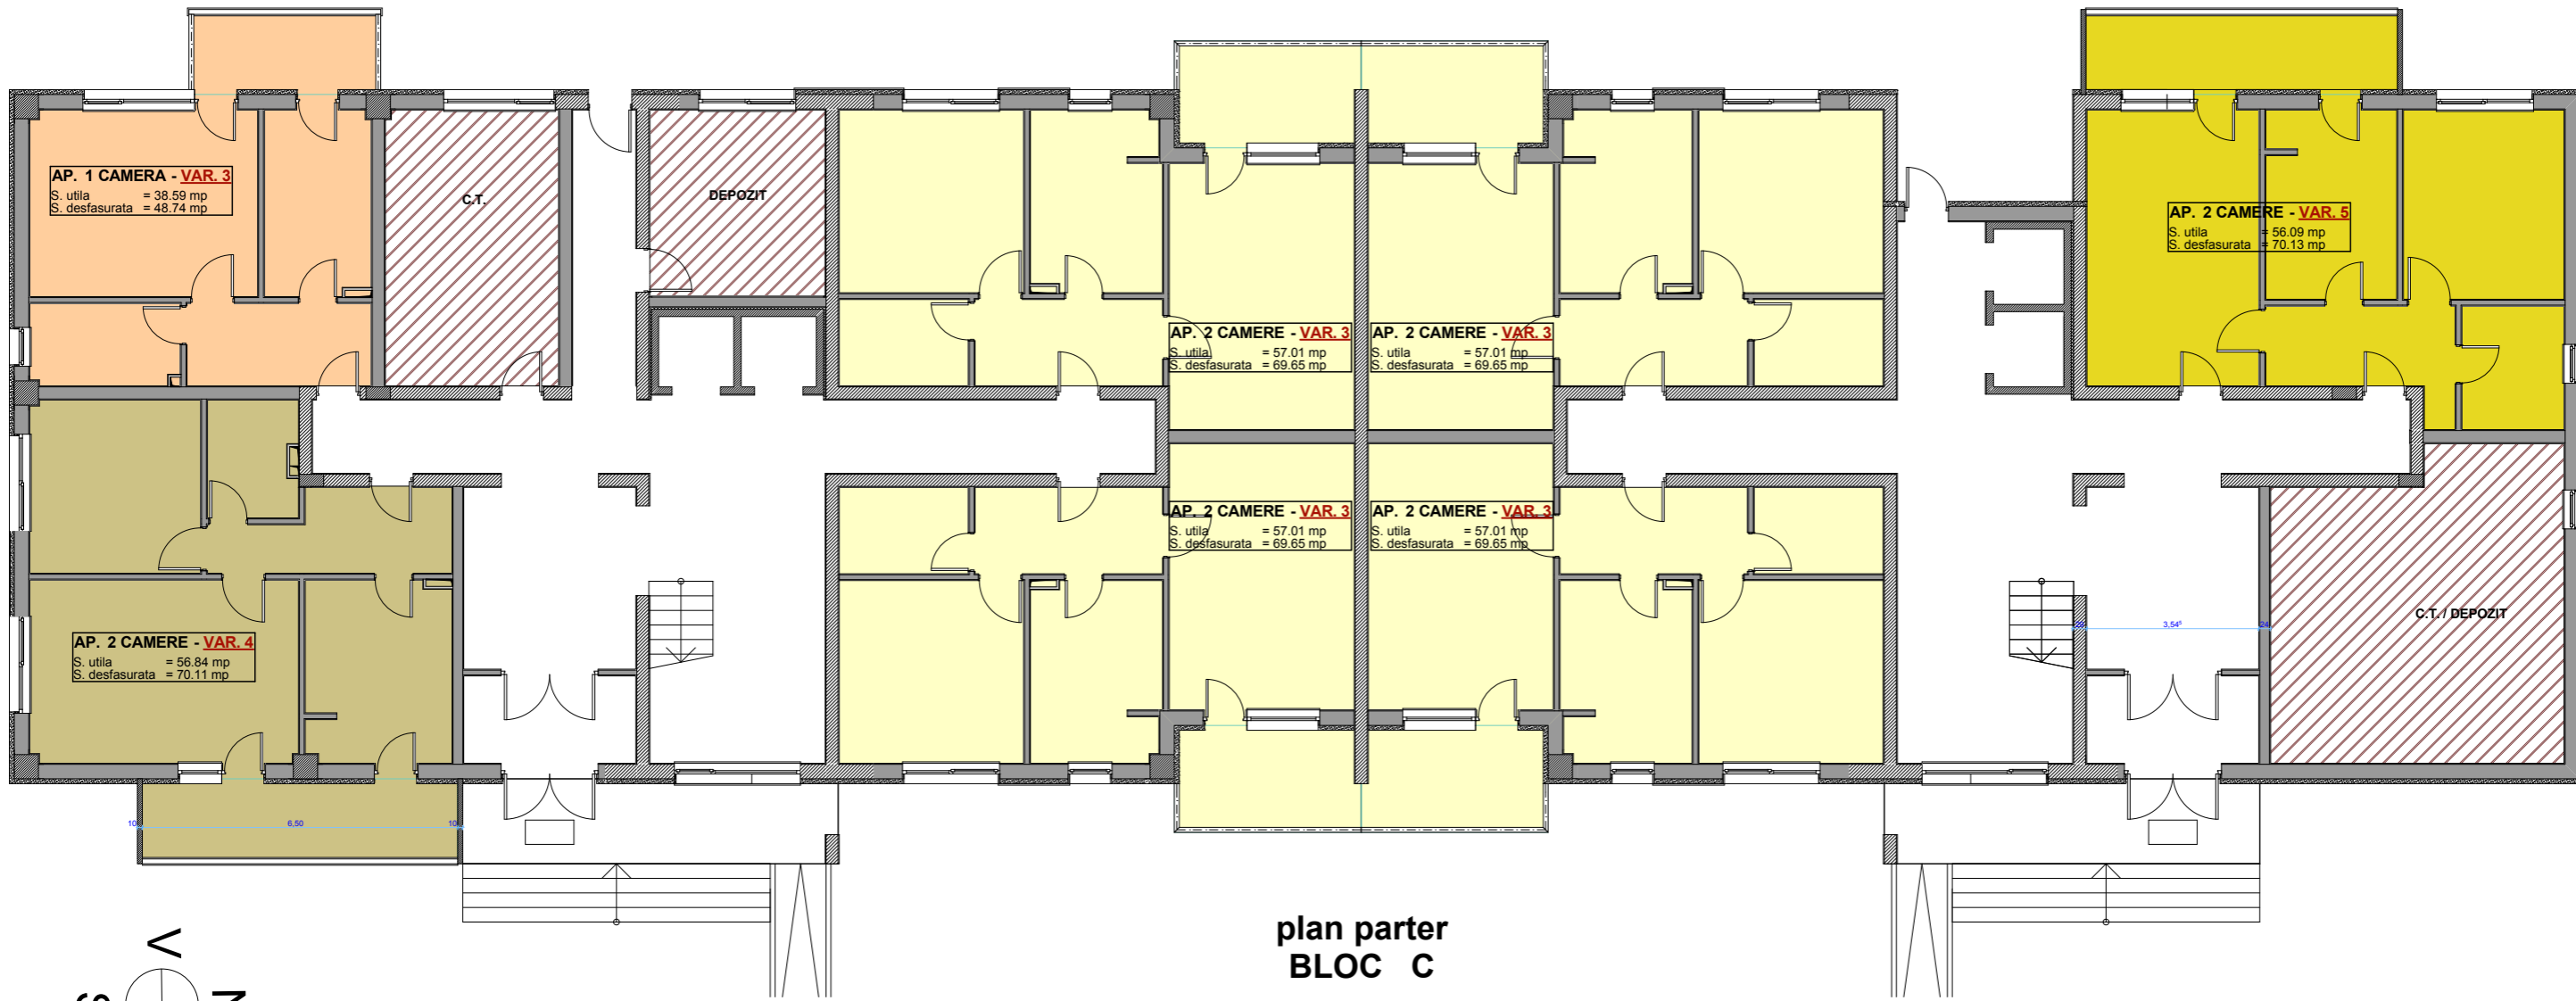 AP. 1 CAMERA - VAR. 3
S. utila = 38.59 mp
S. desfasurata = 48.74 mp
C.T.
DEPOZIT
AP. 2 CAMERE - VAR. 5
S. utila = 56.09 mp
S. desfasurata = 70.13 mp
AP. 2 CAMERE - VAR. 3
S. utila = 57.01 mp
S. desfasurata = 69.65 mp
AP. 2 CAMERE - VAR. 3
S. utila = 57.01 mp
S. desfasurata = 69.65 mp
AP. 2 CAMERE - VAR. 3
S. utila = 57.01 mp
S. desfasurata = 69.65 mp
AP. 2 CAMERE - VAR. 3
S. utila = 57.01 mp
S. desfasurata = 69.65 mp
AP. 2 CAMERE - VAR. 4
S. utila = 56.84 mp
S. desfasurata = 70.11 mp
C.T. / DEPOZIT
3,54⁵
24
10
6,50
10
plan parter
BLOC C
V
S
N